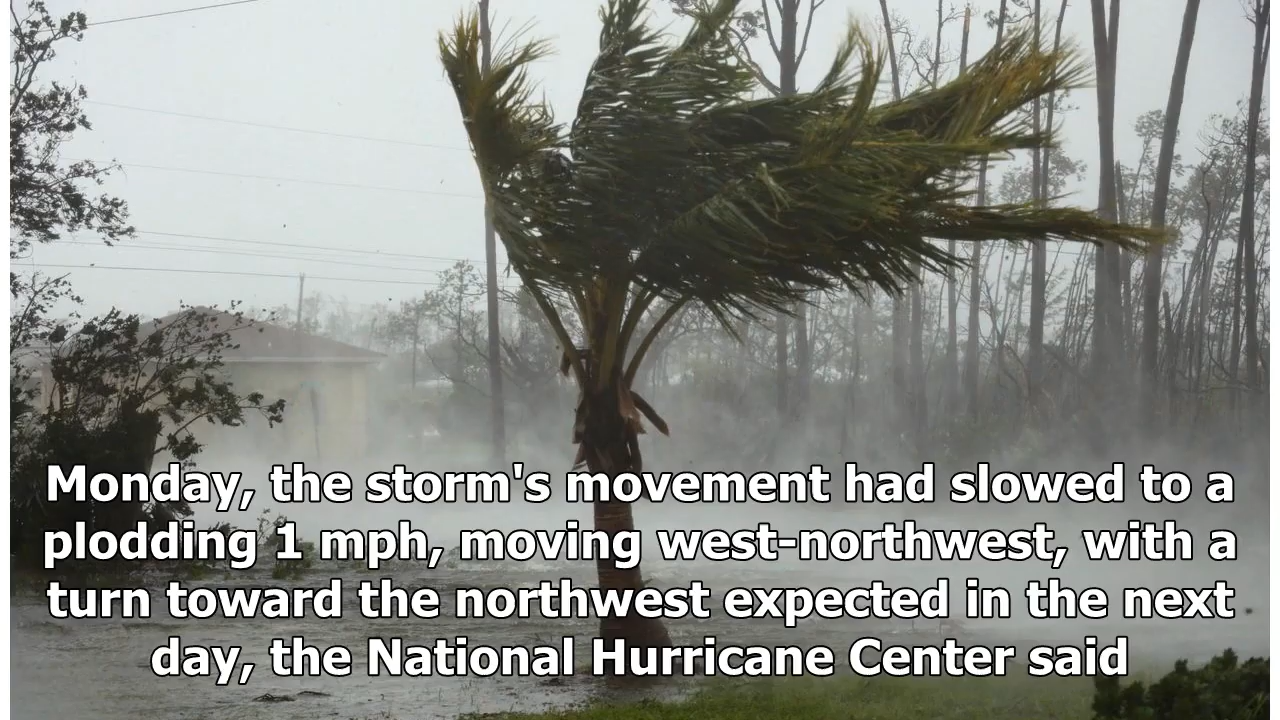 Monday, the storm's movement had slowed to a
plodding 1 mph, moving west-northwest, with a
turn toward the northwest expected in the next
day, the National Hurricane Center said